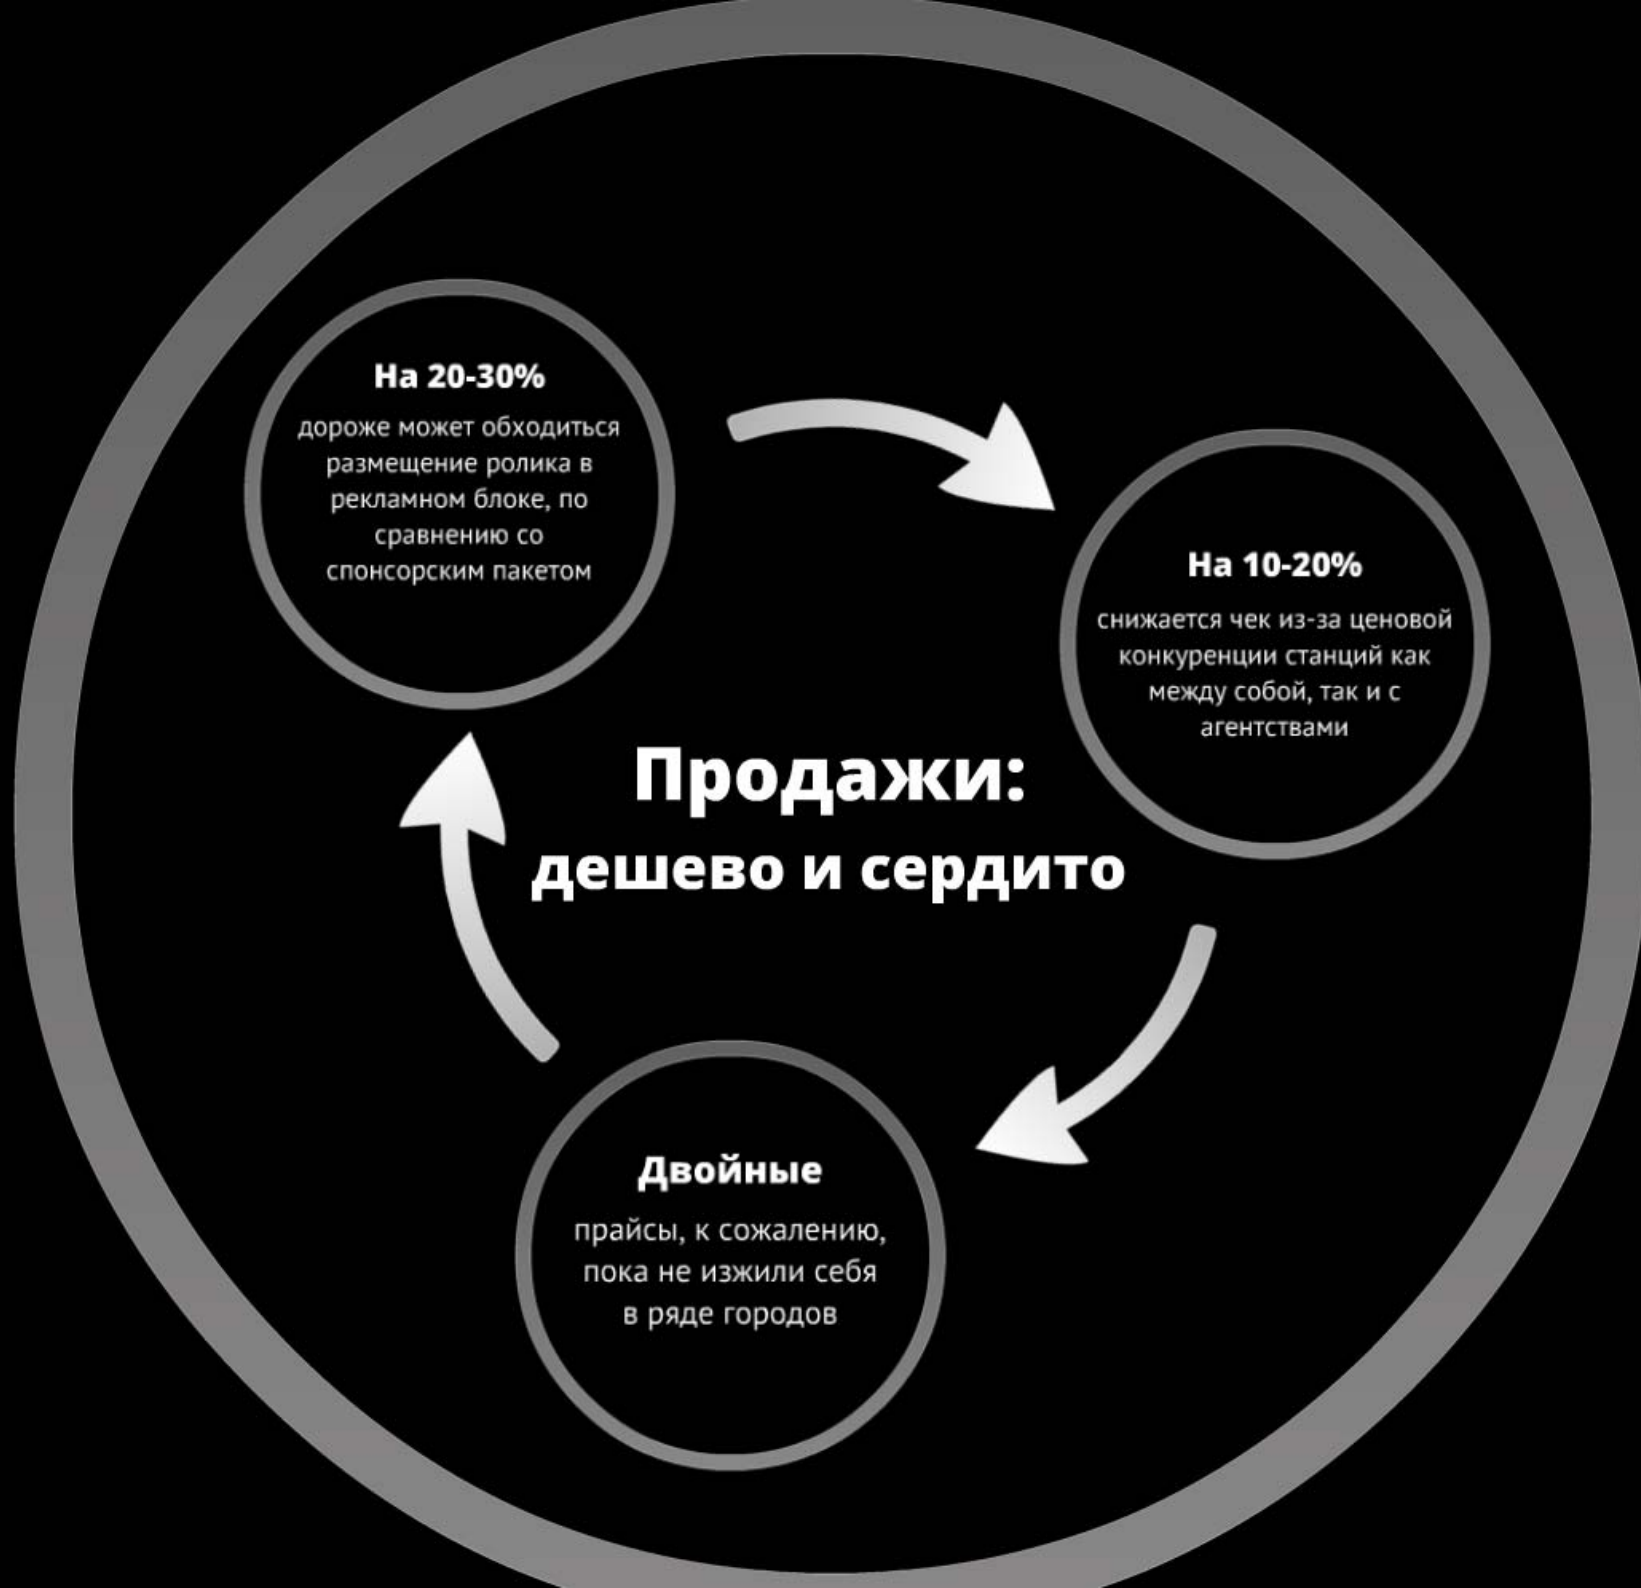 На 20-30%
дороже может обходиться
размещение ролика в
рекламном блоке, по
сравнению со
спонсорским пакетом
На 10-20%
снижается чек из-за ценовой
конкуренции станций как
между собой, так и с
агентствами
Продажи:
дешево и сердито
Двойные
прайсы, к сожалению,
пока не изжили себя
в ряде городов